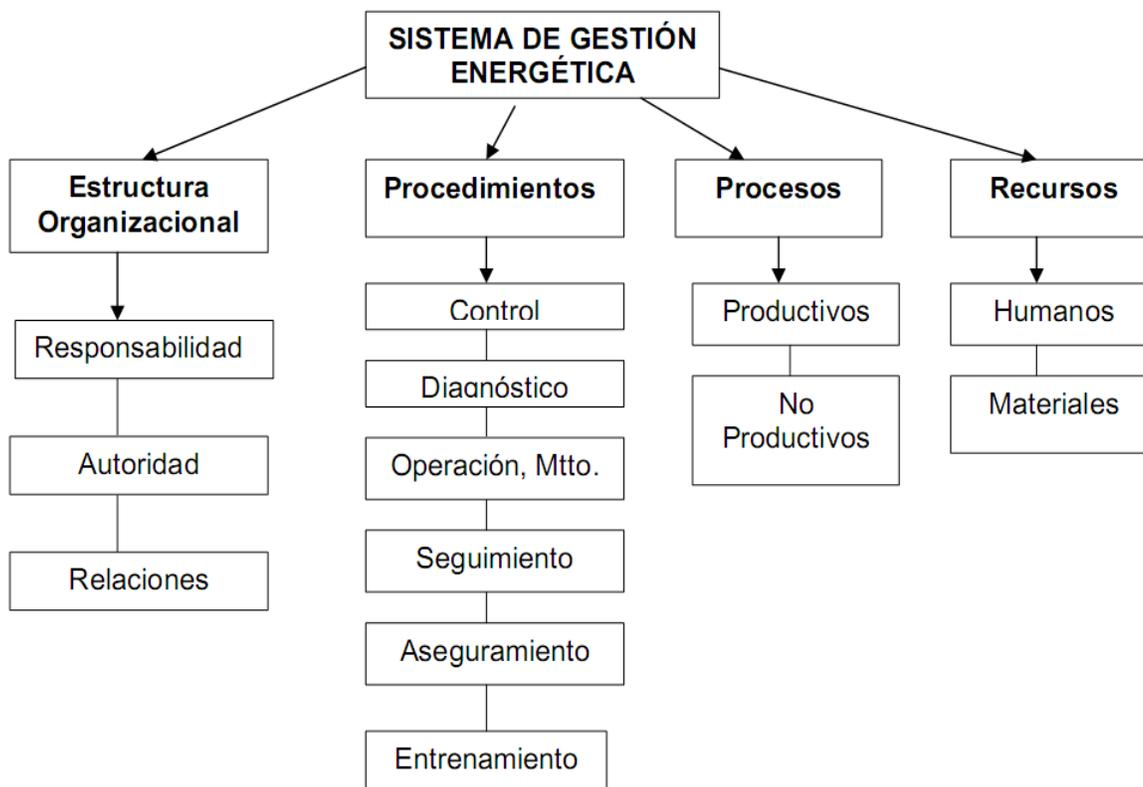 SISTEMA DE GESTIÓN
ENERGÉTICA
Estructura
Organizacional
Responsabilidad
Autoridad
Relaciones
Procedimientos
Control
Diagnóstico
Operación, Mtto.
Seguimiento
Aseguramiento
Entrenamiento
Procesos
Productivos
No
Productivos
Recursos
Humanos
Materiales